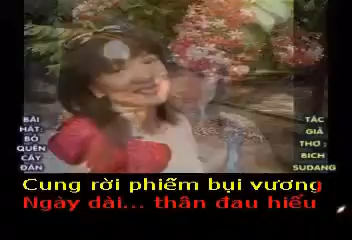 BÀI
HÁT:
BỎ
QUÊN
CÂY
ĐÀN
TÁC
GIẢ
THƠ:
BICH
SUDANG
Cung rời phiếm bụi vương
Ngày dài... thân đau hiểu